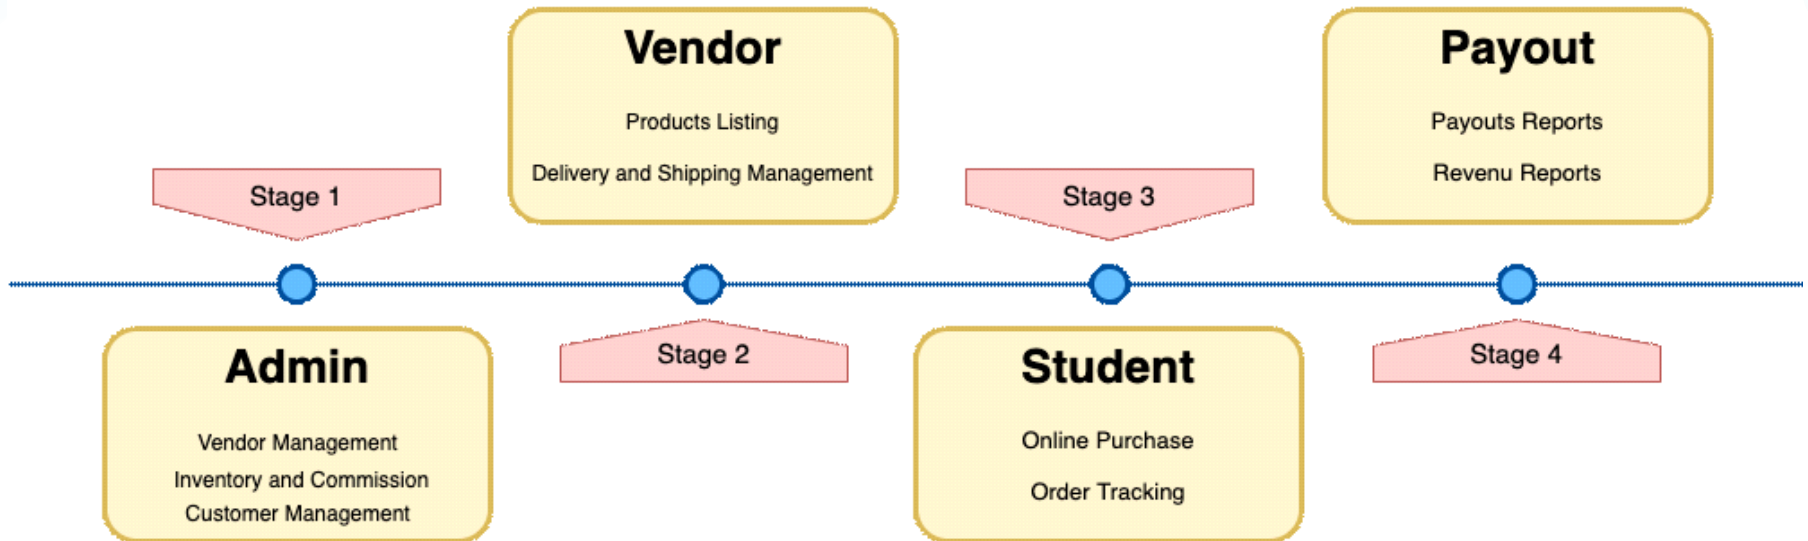 Stage 1
Admin
Vendor Management
Inventory and Commission
Customer Management
Vendor
Products Listing
Delivery and Shipping Management
Stage 2
Stage 3
Student
Online Purchase
Order Tracking
Payout
Payouts Reports
Revenu Reports
Stage 4